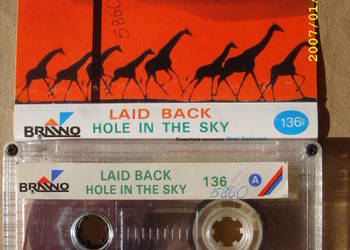 2007/01/
5860
BRAWO
LAID BACK
HOLE IN THE SKY
136
BRAWO
LAID BACK
HOLE IN THE SKY
136
5860
A